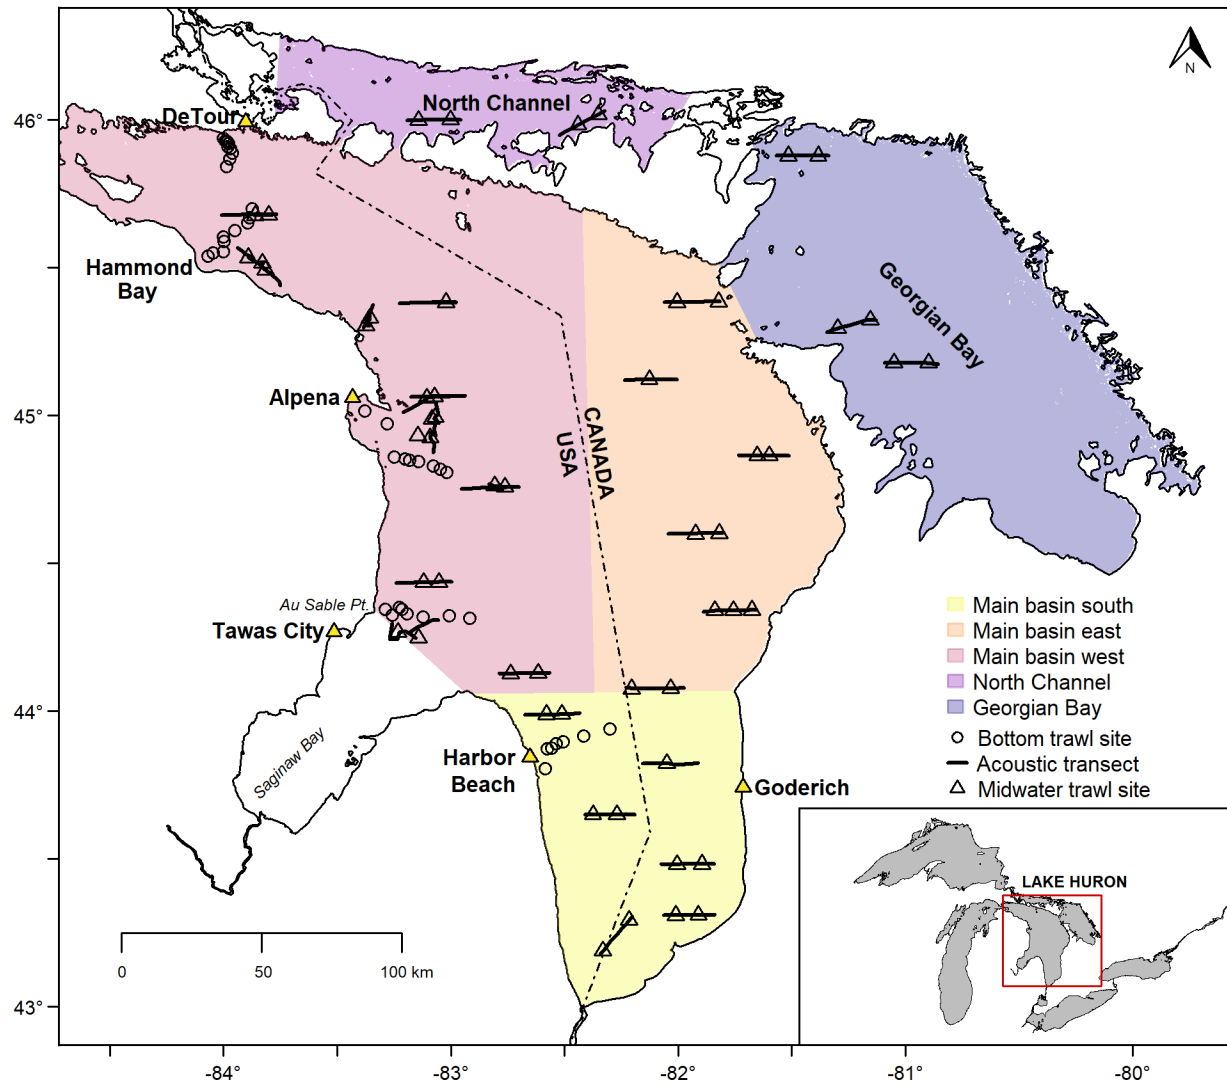 N
46°
DeTour
North Channel
Hammond
Bay
Georgian Bay
Alpena
45°
CANADA
USA
Au Sable Pt.
Tawas City
Main basin south
Main basin east
Main basin west
North Channel
Georgian Bay
Bottom trawl site
Acoustic transect
Midwater trawl site
44°
Saginaw Bay
Harbor
Beach
Goderich
LAKE HURON
0 50 100 km
43°
-84° -83° -82° -81° -80°